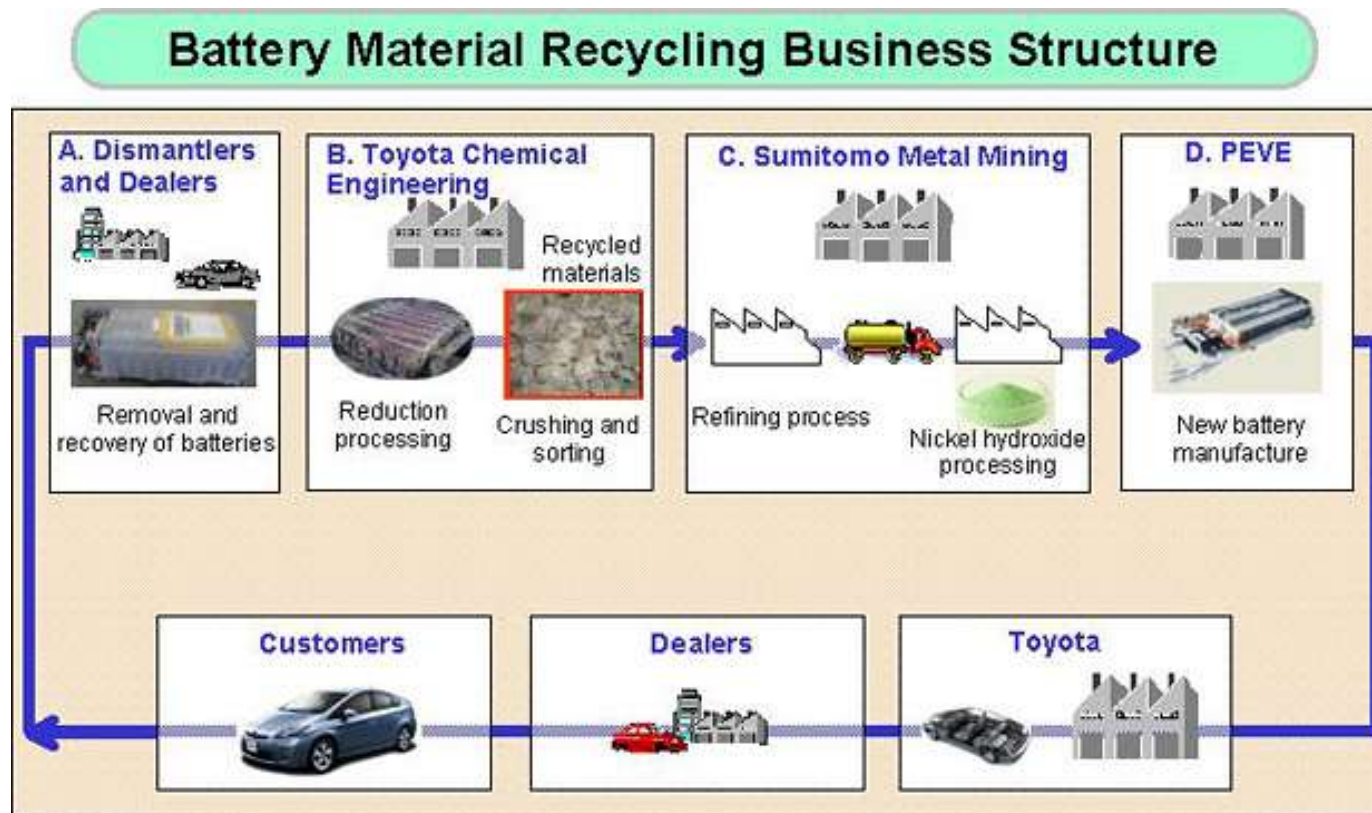 Battery Material Recycling Business Structure
A. Dismantlers
and Dealers
Removal and
recovery of batteries
B. Toyota Chemical
Engineering
Recycled
materials
Reduction
processing
Crushing and
sorting
C. Sumitomo Metal Mining
Refining process
Nickel hydroxide
processing
D. PEVE
New battery
manufacture
Customers
Dealers
Toyota